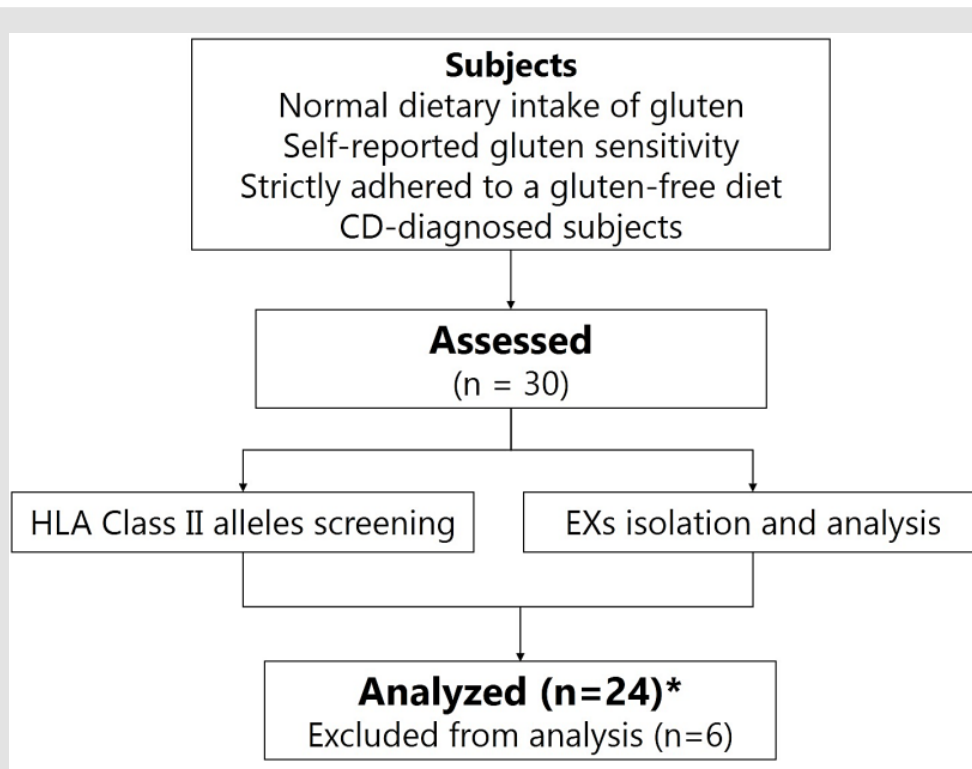 Subjects
Normal dietary intake of gluten
Self-reported gluten sensitivity
Strictly adhered to a gluten-free diet
CD-diagnosed subjects
Assessed
(n = 30)
HLA Class II alleles screening
EXs isolation and analysis
Analyzed (n=24)*
Excluded from analysis (n=6)